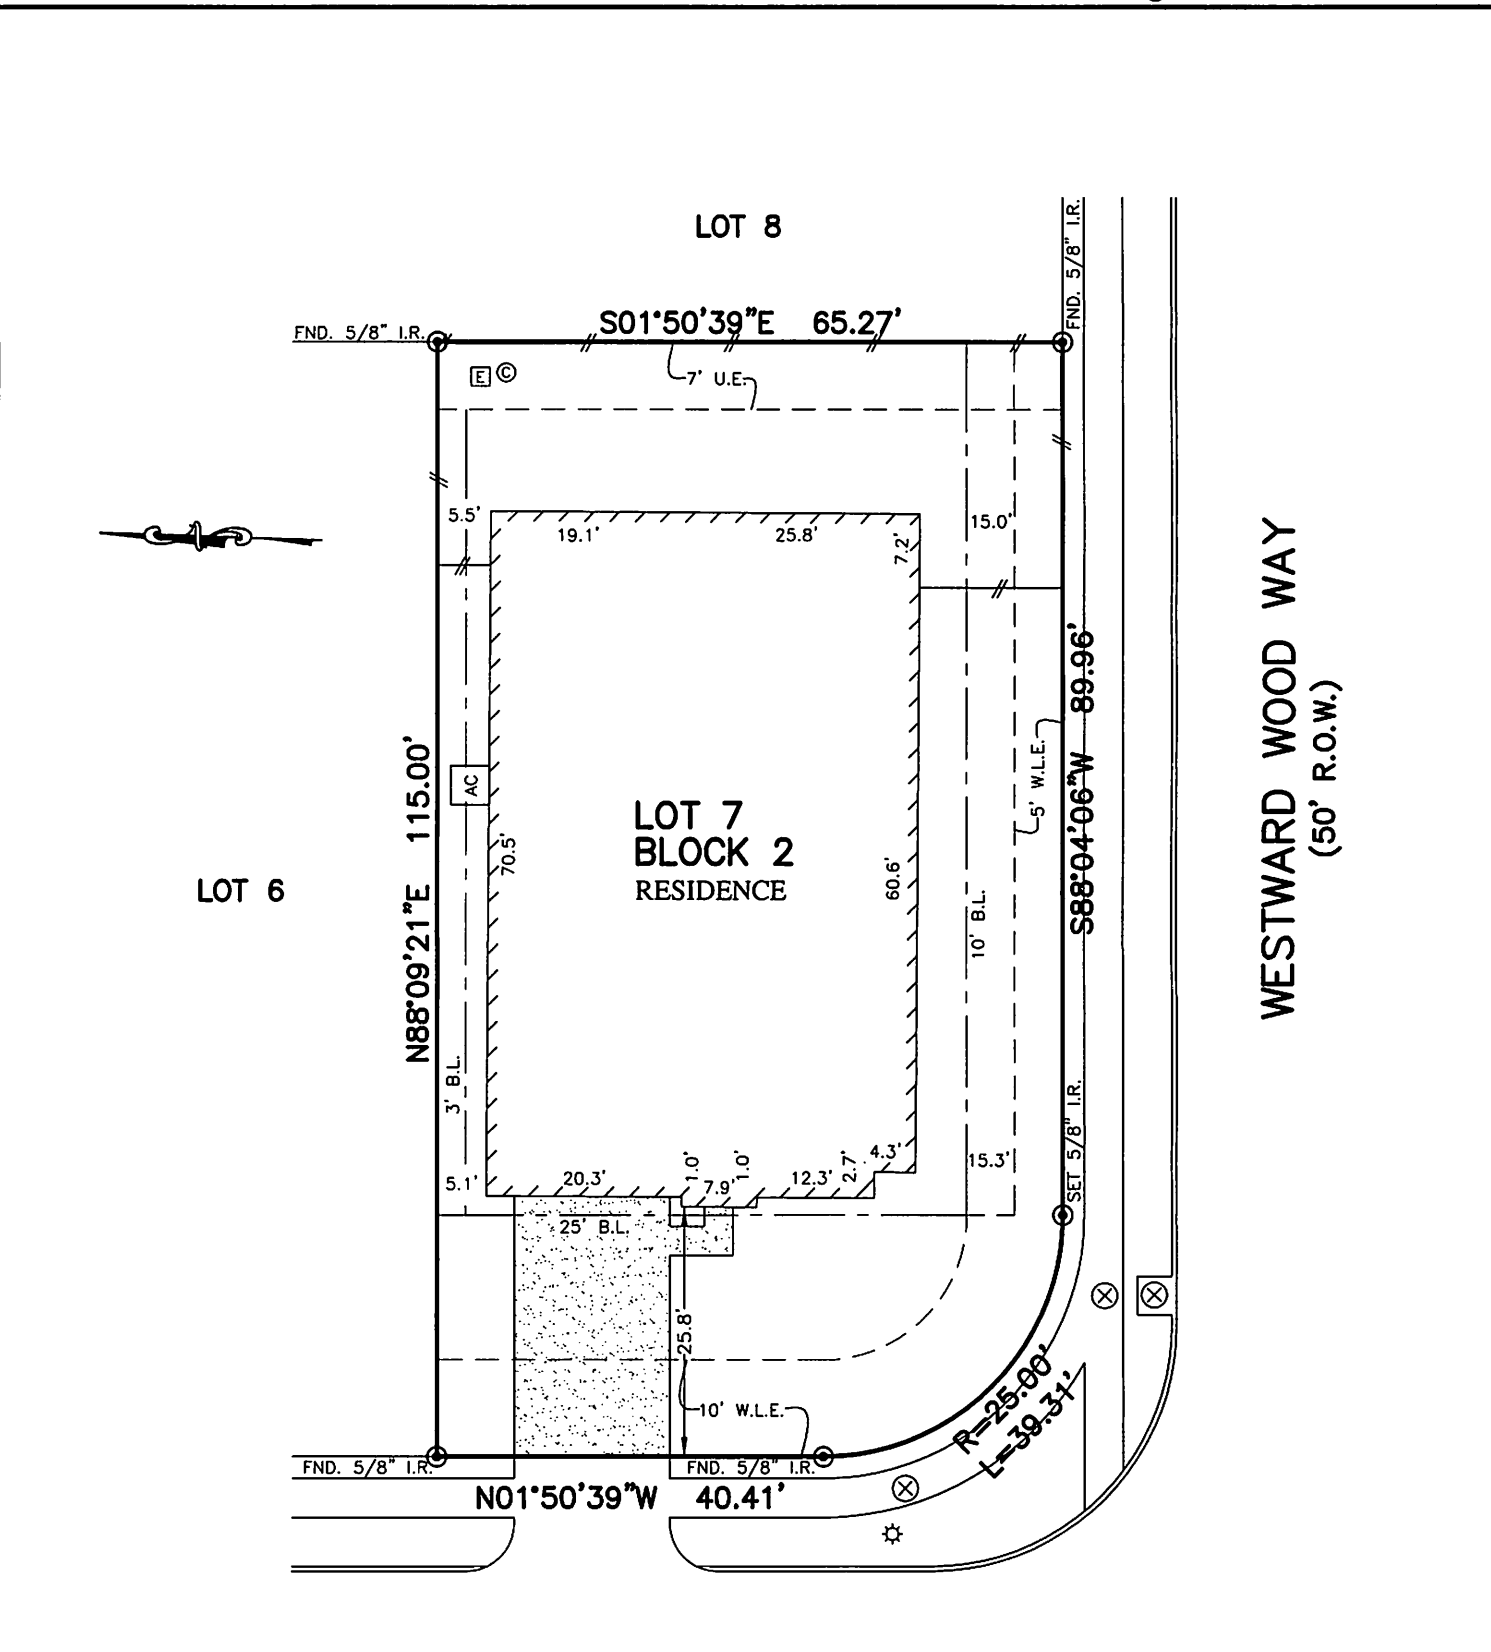 LOT 8
FND. 5/8" I.R.
S01°50'39"E 65.27'
FND. 5/8" I.R.
E
C
7' U.E.
5.5'
19.1'
25.8'
7.2'
15.0'
WESTWARD WOOD WAY
(50' R.O.W.)
S88°04'06"W 89.96'
5' W.L.E.
N88°09'21"E 115.00'
AC
70.5'
LOT 7
BLOCK 2
RESIDENCE
60.6'
LOT 6
10' B.L.
3' B.L.
SET 5/8" I.R.
5.1'
20.3'
1.0'
7.9'
1.0'
12.3'
2.7'
4.3'
15.3'
25' B.L.
25.8'
10' W.L.E.
R=25.00'
L=39.31'
FND. 5/8" I.R.
FND. 5/8" I.R.
N01°50'39"W 40.41'